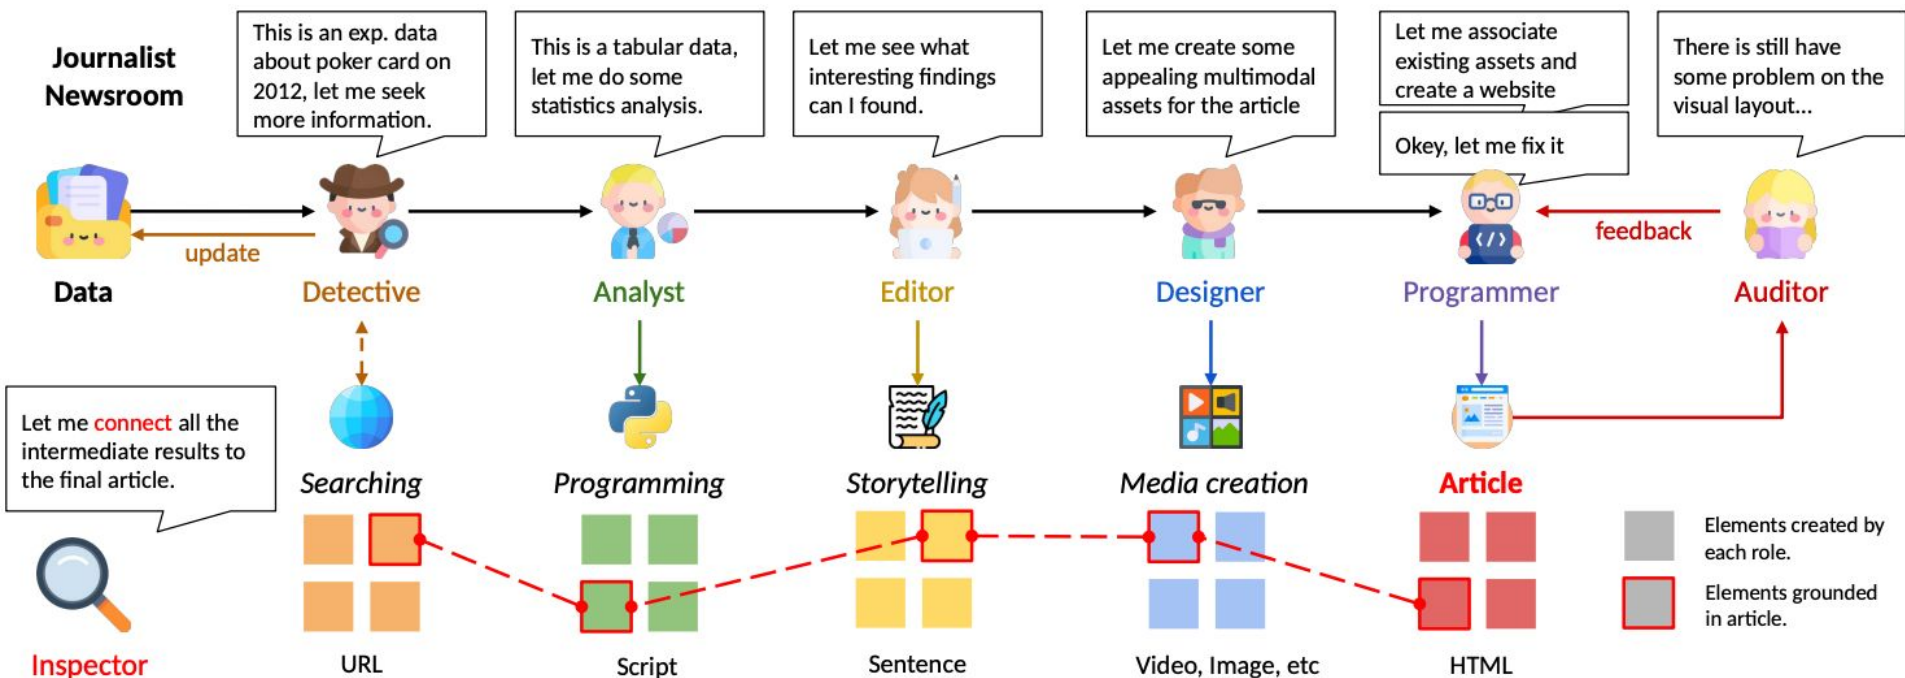 Journalist
Newsroom
This is an exp. data
about poker card on
2012, let me seek
more information.
This is a tabular data,
let me do some
statistics analysis.
Let me see what
interesting findings
can I found.
Let me create some
appealing multimodal
assets for the article
Let me associate
existing assets and
create a website
Okey, let me fix it
There is still have
some problem on the
visual layout...
update
</>
feedback
Data
Detective
Analyst
Editor
Designer
Programmer
Auditor
Let me connect all the
intermediate results to
the final article.
Searching
Programming
Storytelling
Media creation
Article
Elements created by
each role.
Elements grounded
in article.
Inspector
URL
Script
Sentence
Video, Image, etc
HTML